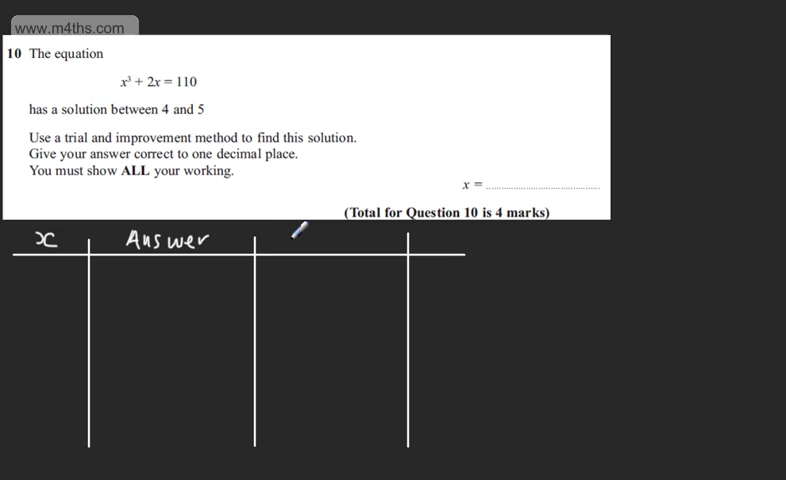 www.m4ths.com
10 The equation
x³ + 2x = 110
has a solution between 4 and 5
Use a trial and improvement method to find this solution.
Give your answer correct to one decimal place.
You must show ALL your working.
x = ................................................
(Total for Question 10 is 4 marks)
x Answer